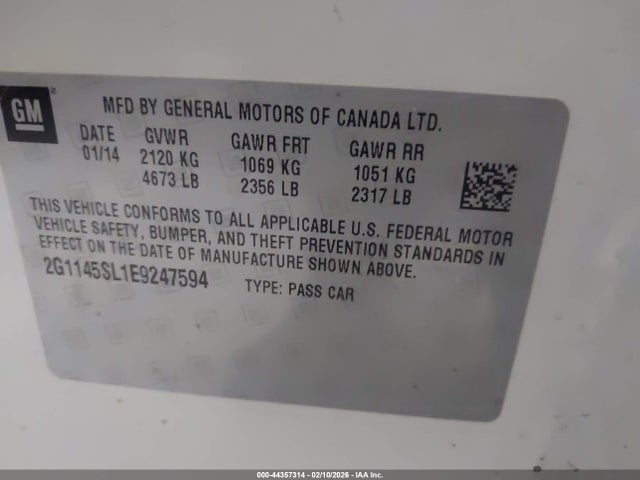 GM
MFD BY GENERAL MOTORS OF CANADA LTD.
DATE GVWR GAWR FRT GAWR RR
01/14 2120 KG 1069 KG 1051 KG
4673 LB 2356 LB 2317 LB
THIS VEHICLE CONFORMS TO ALL APPLICABLE U.S. FEDERAL MOTOR
VEHICLE SAFETY, BUMPER, AND THEFT PREVENTION STANDARDS IN
EFFECT ON THE DATE OF MANUFACTURE SHOWN ABOVE.
2G1145SL1E9247594 TYPE: PASS CAR
000-44357314 - 02/10/2026 - IAA Inc.